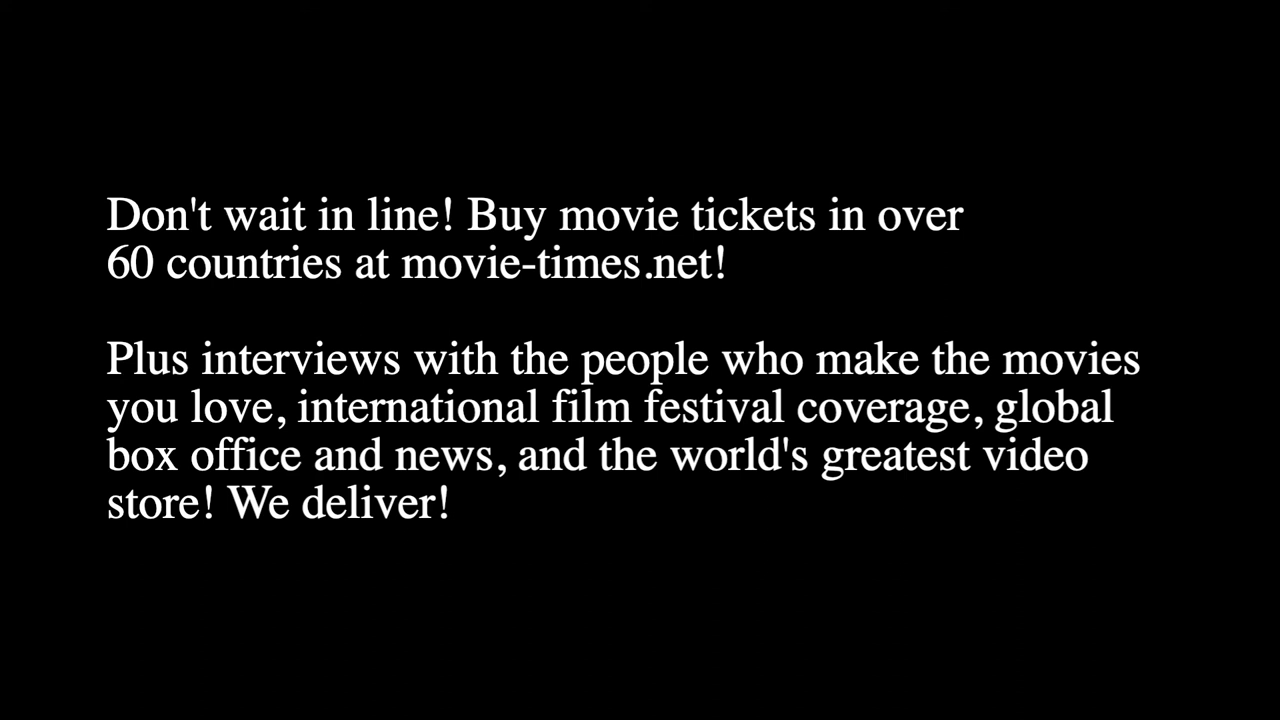 Don't wait in line! Buy movie tickets in over
60 countries at movie-times.net!
Plus interviews with the people who make the movies
you love, international film festival coverage, global
box office and news, and the world's greatest video
store! We deliver!